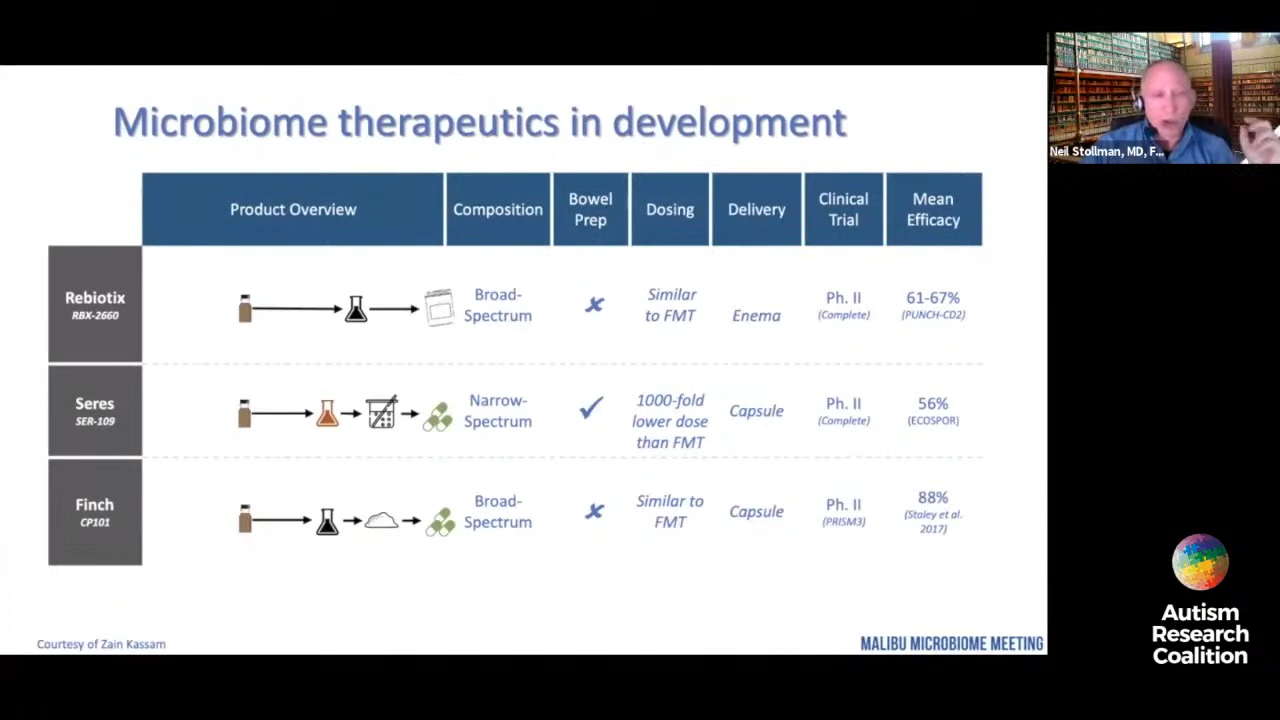 Microbiome therapeutics in development
Product Overview
Composition
Bowel
Prep
Dosing
Delivery
Clinical
Trial
Mean
Efficacy
Rebiotix
RBX-2660
Broad-
Spectrum
✘
Similar
to FMT
Enema
Ph. II
(Complete)
61-67%
(PUNCH-CD2)
Seres
SER-109
Narrow-
Spectrum
✓
1000-fold
lower dose
than FMT
Capsule
Ph. II
(Complete)
56%
(ECOSPOR)
Finch
CP101
Broad-
Spectrum
✘
Similar to
FMT
Capsule
Ph. II
(PRISM3)
88%
(Staley et al.
2017)
Courtesy of Zain Kassam
MALIBU MICROBIOME MEETING
Neil Stollman, MD, F...
Autism
Research
Coalition